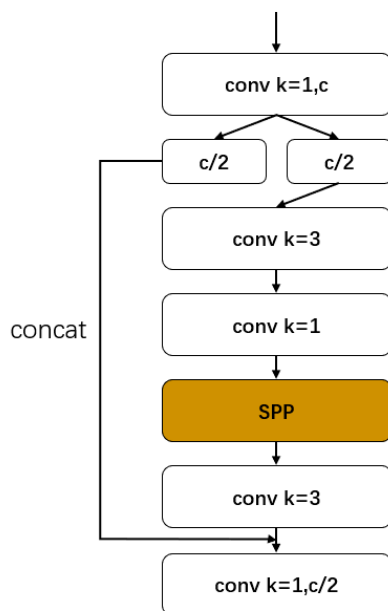 conv k=1,c
c/2
c/2
conv k=3
conv k=1
concat
SPP
conv k=3
conv k=1,c/2